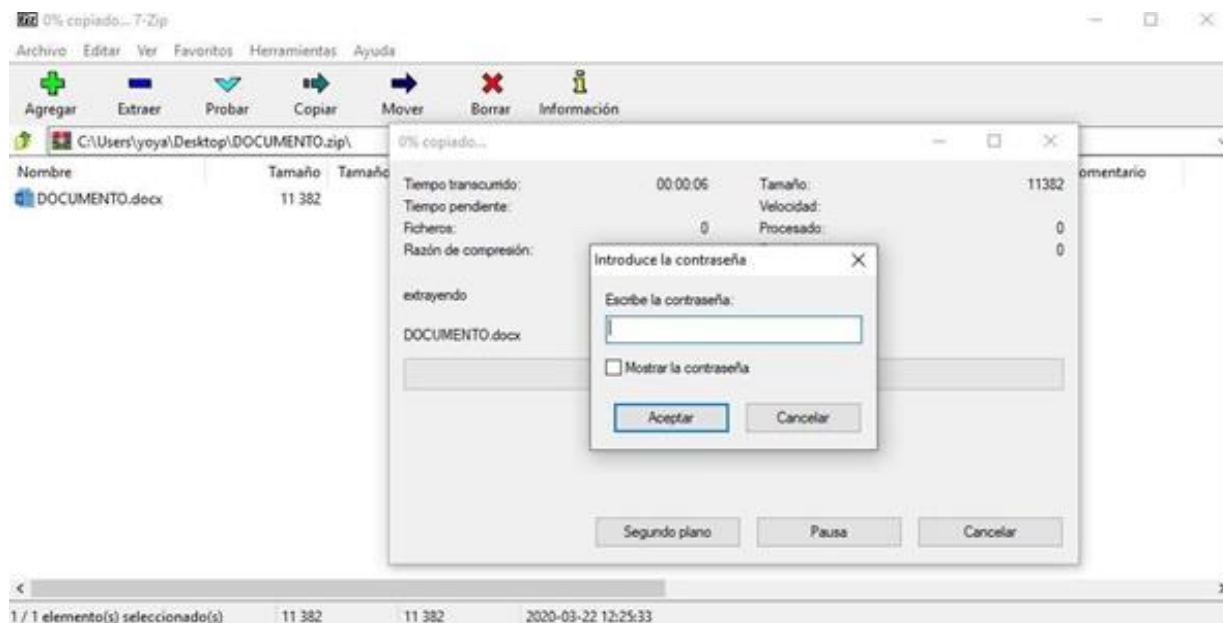 0% copiado... 7-Zip
Archivo Editar Ver Favoritos Herramientas Ayuda
Agregar Extraer Probar Copiar Mover Borrar Información
C:\Users\yoya\Desktop\DOCUMENTO.zip\
Nombre Tamaño Tamaño omentario
DOCUMENTO.docx 11 382
0% copiado...
Tiempo transcurrido: 00:00:06 Tamaño: 11382
Tiempo pendiente: Velocidad:
Ficheros: 0 Procesado: 0
Razón de compresión: 0
extrayendo
DOCUMENTO.docx
Introduce la contraseña
Escribe la contraseña:
Mostrar la contraseña
Aceptar Cancelar
Segundo plano Pausa Cancelar
1 / 1 elemento(s) seleccionado(s) 11 382 11 382 2020-03-22 12:25:33